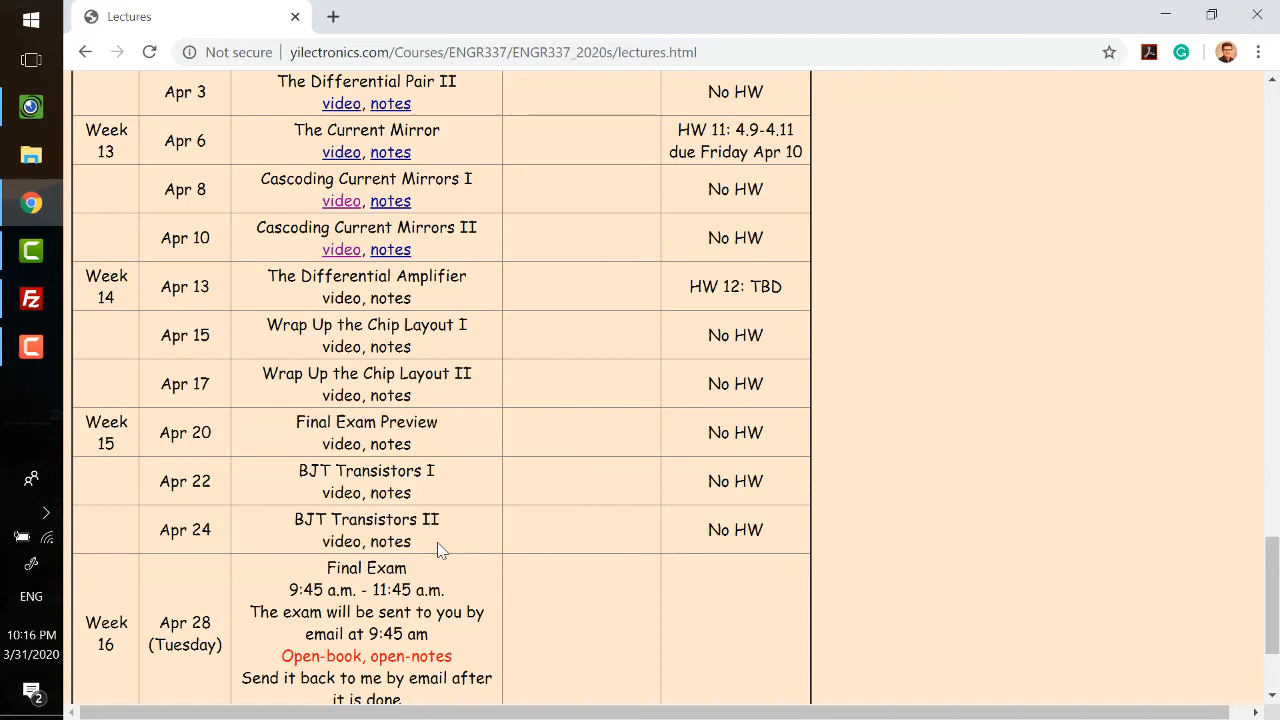 Lectures
Not secure
yilectronics.com/Courses/ENGR337/ENGR337_2020s/lectures.html
Apr 3
The Differential Pair II
video, notes
No HW
Week 13
Apr 6
The Current Mirror
video, notes
HW 11: 4.9-4.11
due Friday Apr 10
Apr 8
Cascoding Current Mirrors I
video, notes
No HW
Apr 10
Cascoding Current Mirrors II
video, notes
No HW
Week 14
Apr 13
The Differential Amplifier
video, notes
HW 12: TBD
Apr 15
Wrap Up the Chip Layout I
video, notes
No HW
Apr 17
Wrap Up the Chip Layout II
video, notes
No HW
Week 15
Apr 20
Final Exam Preview
video, notes
No HW
Apr 22
BJT Transistors I
video, notes
No HW
Apr 24
BJT Transistors II
video, notes
No HW
Week 16
Apr 28
(Tuesday)
Final Exam
9:45 a.m. - 11:45 a.m.
The exam will be sent to you by
email at 9:45 am
Open-book, open-notes
Send it back to me by email after
it is done.
ENG
10:16 PM
3/31/2020
2